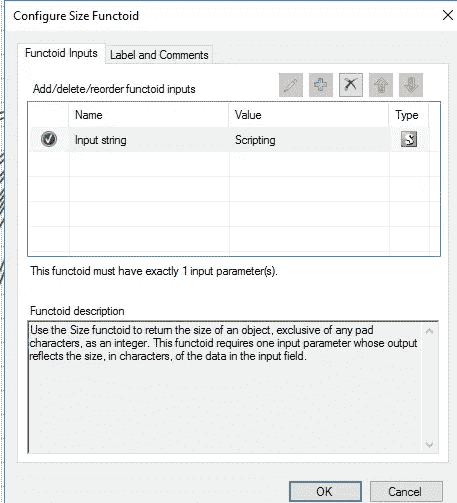 Configure Size Functoid
Functoid Inputs
Label and Comments
Add/delete/reorder functoid inputs
Name Value Type
Input string Scripting
This functoid must have exactly 1 input parameter(s).
Functoid description
Use the Size functoid to return the size of an object, exclusive of any pad
characters, as an integer. This functoid requires one input parameter whose output
reflects the size, in characters, of the data in the input field.
OK Cancel